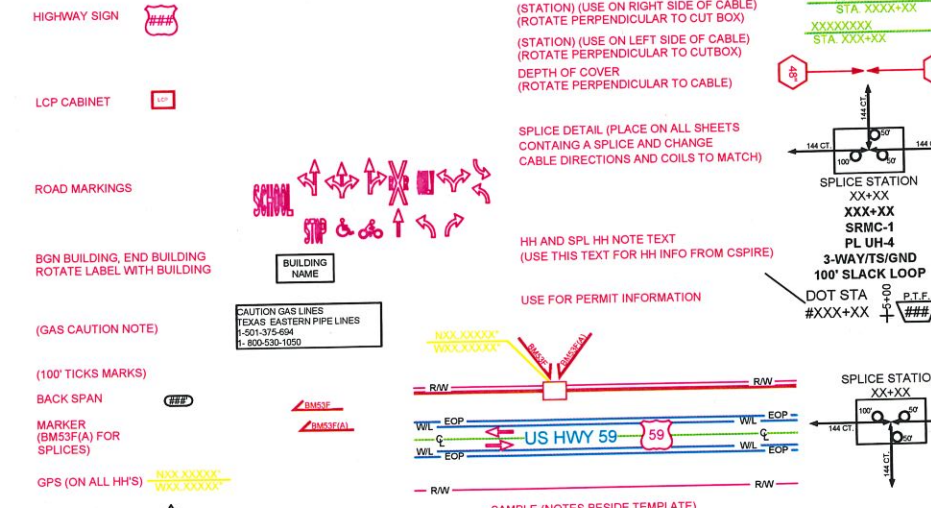 HIGHWAY SIGN
###
LCP CABINET
LCP
ROAD MARKINGS
SCHOOL
STOP
BGN BUILDING, END BUILDING
ROTATE LABEL WITH BUILDING
BUILDING
NAME
(GAS CAUTION NOTE)
CAUTION GAS LINES
TEXAS EASTERN PIPE LINES
1-501-375-694
1- 800-530-1050
(100' TICKS MARKS)
BACK SPAN
###'
MARKER
(BM53F(A) FOR
SPLICES)
BM53F
BM53F(A)
GPS (ON ALL HH'S)
NXX.XXXXX°
WXX.XXXXX°
(STATION) (USE ON RIGHT SIDE OF CABLE)
(ROTATE PERPENDICULAR TO CUT BOX)
STA. XXXX+XX
(STATION) (USE ON LEFT SIDE OF CABLE)
(ROTATE PERPENDICULAR TO CUTBOX)
XXXXXXXX
STA. XXX+XX
DEPTH OF COVER
(ROTATE PERPENDICULAR TO CABLE)
48"
SPLICE DETAIL (PLACE ON ALL SHEETS
CONTAING A SPLICE AND CHANGE
CABLE DIRECTIONS AND COILS TO MATCH)
144 CT.
144 CT.
144
50'
100'
50'
SPLICE STATION
XX+XX
XXX+XX
SRMC-1
PL UH-4
3-WAY/TS/GND
100' SLACK LOOP
HH AND SPL HH NOTE TEXT
(USE THIS TEXT FOR HH INFO FROM CSPIRE)
USE FOR PERMIT INFORMATION
DOT STA
#XXX+XX
5+00
P.T.F.
###
NXX.XXXXX°
WXX.XXXXX°
BM53F
BM53F(A)
R/W
R/W
W/L
EOP
W/L
EOP
US HWY 59
59
W/L
EOP
W/L
EOP
R/W
R/W
SPLICE STATIO
XX+XX
100'
50'
50'
144 CT.
144 CT.
SAMPLE (NOTES BESIDE TEMPLATE)